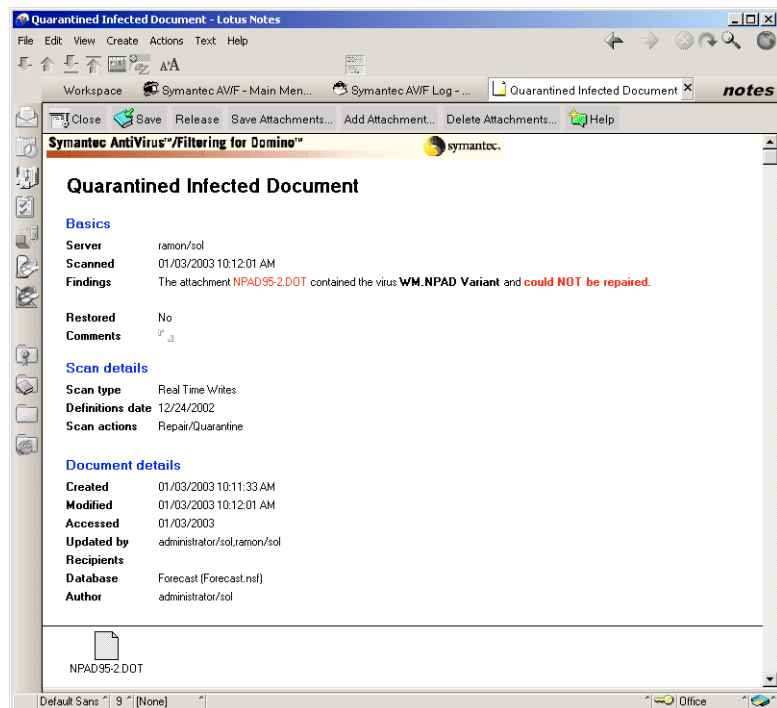 Quarantined Infected Document - Lotus Notes
File Edit View Create Actions Text Help
Workspace Symantec AV/F - Main Men... Symantec AV/F Log - ... Quarantined Infected Document notes
Close Save Release Save Attachments... Add Attachment... Delete Attachments... Help
Symantec AntiVirus™/Filtering for Domino™ symantec.
Quarantined Infected Document
Basics
Server ramon/sol
Scanned 01/03/2003 10:12:01 AM
Findings The attachment NPAD95-2.DOT contained the virus WM.NPAD Variant and could NOT be repaired.
Restored No
Comments
Scan details
Scan type Real Time Writes
Definitions date 12/24/2002
Scan actions Repair/Quarantine
Document details
Created 01/03/2003 10:11:33 AM
Modified 01/03/2003 10:12:01 AM
Accessed 01/03/2003
Updated by administrator/sol,ramon/sol
Recipients
Database Forecast (Forecast.nsf)
Author administrator/sol
NPAD95-2.DOT
Default Sans 9 [None] Office